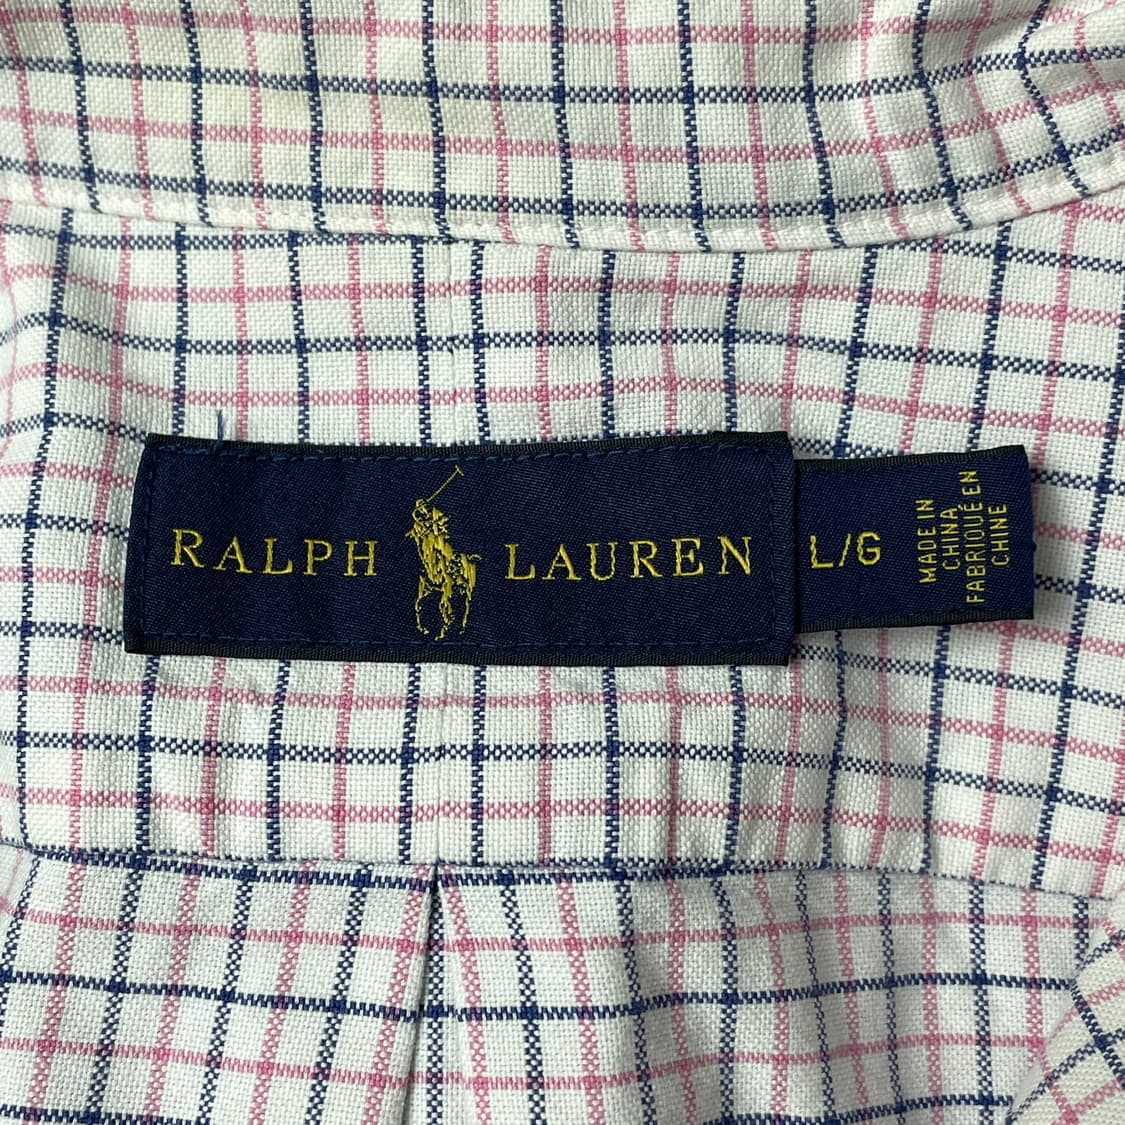 RALPH LAUREN
L/G
MADE IN
CHINA
FABRIQUÉ EN
CHINE